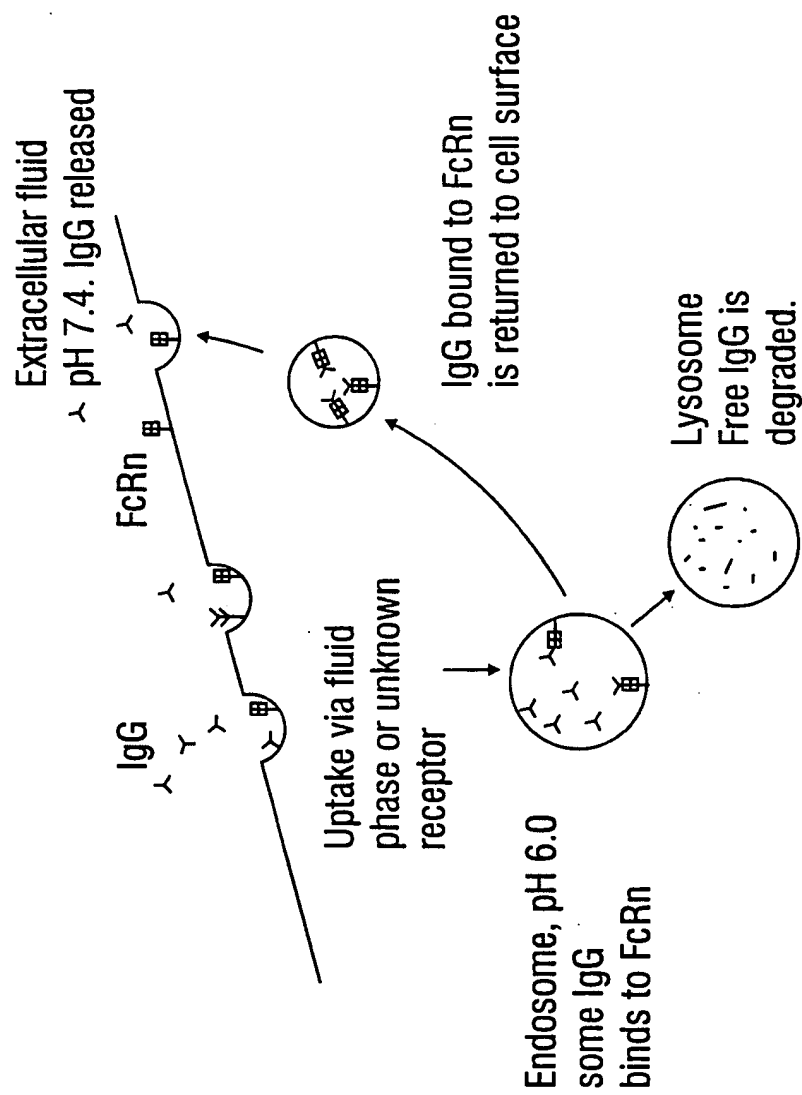 IgG
FcRn
Extracellular fluid
pH 7.4. IgG released
Uptake via fluid
phase or unknown
receptor
Endosome, pH 6.0
some IgG
binds to FcRn
IgG bound to FcRn
is returned to cell surface
Lysosome
Free IgG is
degraded.